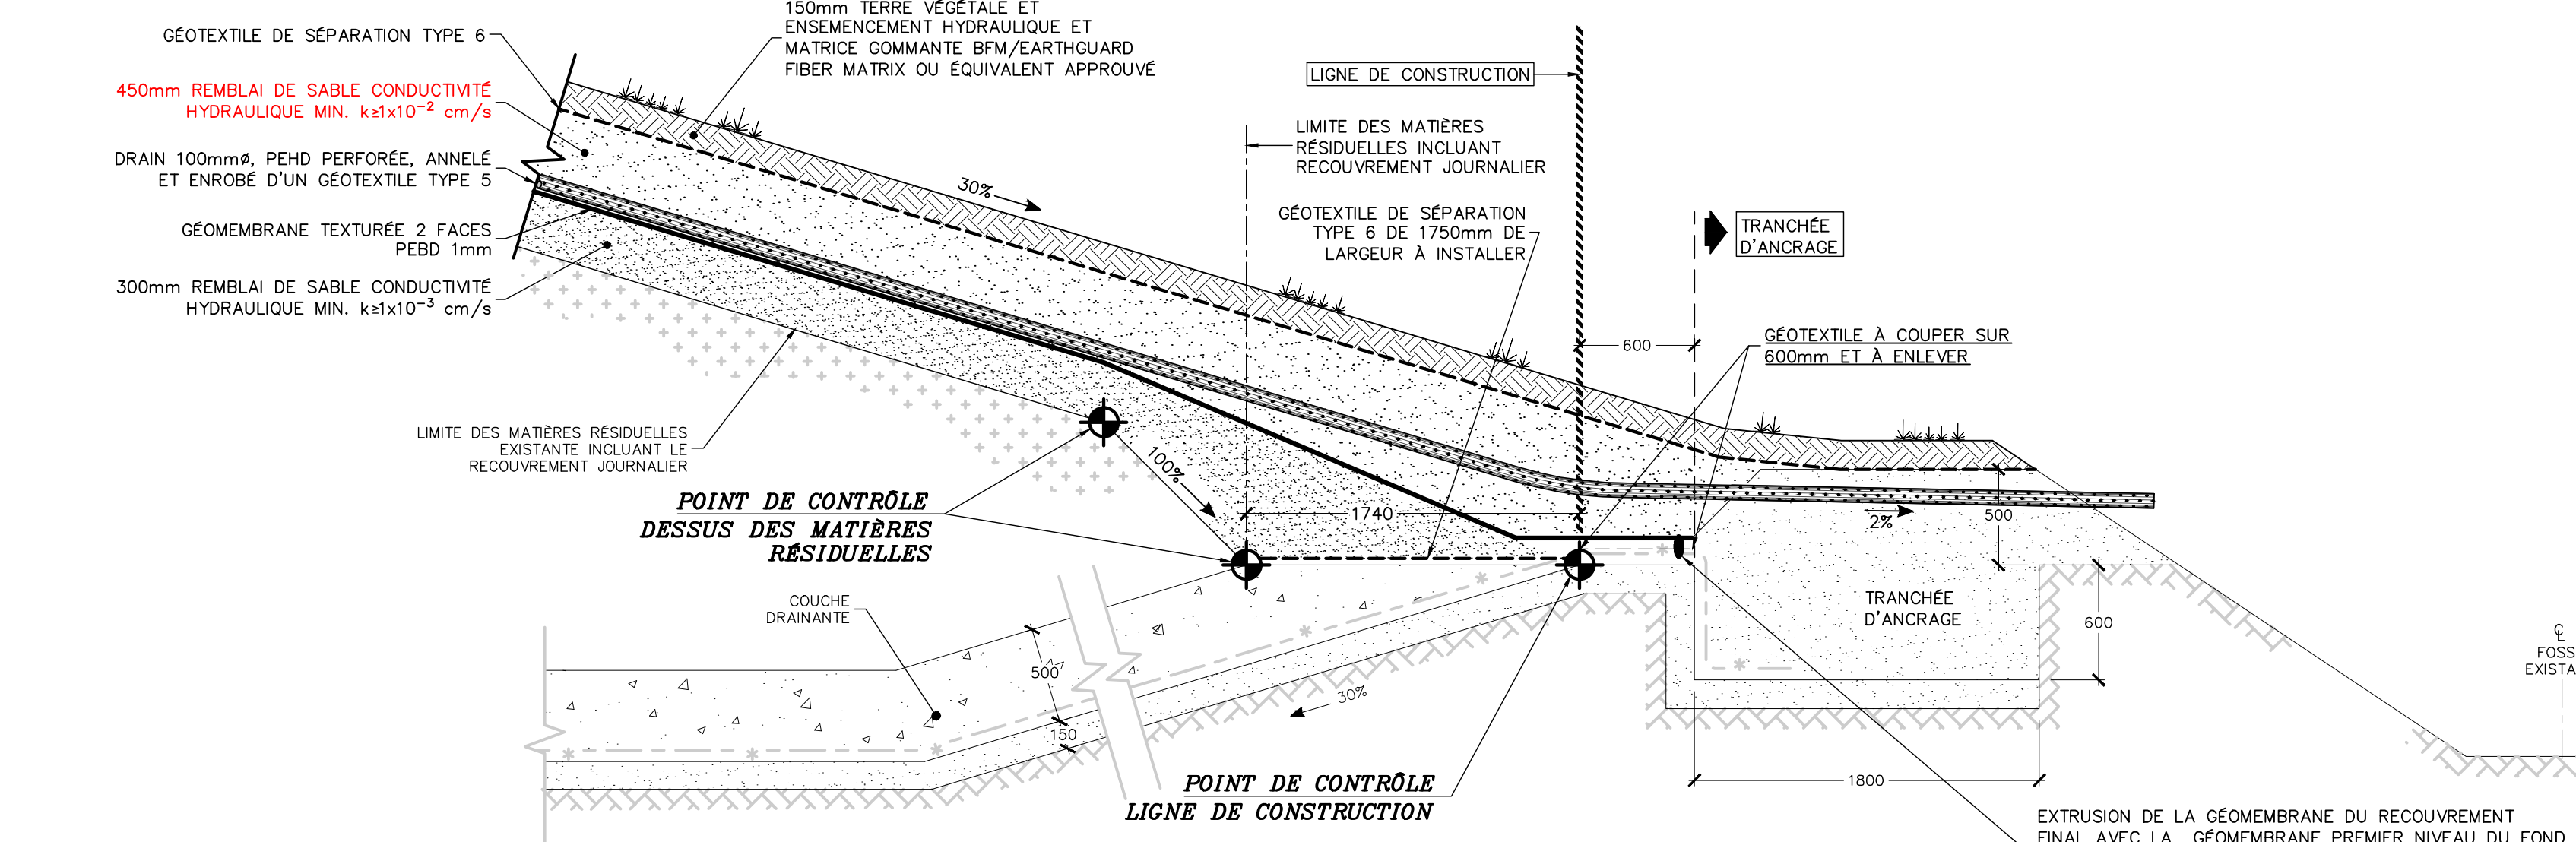 GÉOTEXTILE DE SÉPARATION TYPE 6
450mm REMBLAI DE SABLE CONDUCTIVITÉ
HYDRAULIQUE MIN. k≥1x10⁻² cm/s
DRAIN 100mmø, PEHD PERFORÉE, ANNELÉ
ET ENROBÉ D'UN GÉOTEXTILE TYPE 5
GÉOMEMBRANE TEXTURÉE 2 FACES
PEBD 1mm
300mm REMBLAI DE SABLE CONDUCTIVITÉ
HYDRAULIQUE MIN. k≥1x10⁻³ cm/s
150mm TERRE VÉGÉTALE ET
ENSEMENCEMENT HYDRAULIQUE ET
MATRICE GOMMANTE BFM/EARTHGUARD
FIBER MATRIX OU ÉQUIVALENT APPROUVÉ
30%
LIGNE DE CONSTRUCTION
LIMITE DES MATIÈRES
RÉSIDUELLES INCLUANT
RECOUVREMENT JOURNALIER
GÉOTEXTILE DE SÉPARATION
TYPE 6 DE 1750mm DE
LARGEUR À INSTALLER
TRANCHÉE
D'ANCRAGE
600
GÉOTEXTILE À COUPER SUR
600mm ET À ENLEVER
LIMITE DES MATIÈRES RÉSIDUELLES
EXISTANTE INCLUANT LE
RECOUVREMENT JOURNALIER
100%
POINT DE CONTRÔLE
DESSUS DES MATIÈRES
RÉSIDUELLES
1740
2%
500
TRANCHÉE
D'ANCRAGE
600
COUCHE
DRAINANTE
500
150
30%
1800
POINT DE CONTRÔLE
LIGNE DE CONSTRUCTION
℄
FOSS
EXISTA
EXTRUSION DE LA GÉOMEMBRANE DU RECOUVREMENT
FINAL AVEC LA GÉOMEMBRANE PREMIER NIVEAU DU FOND